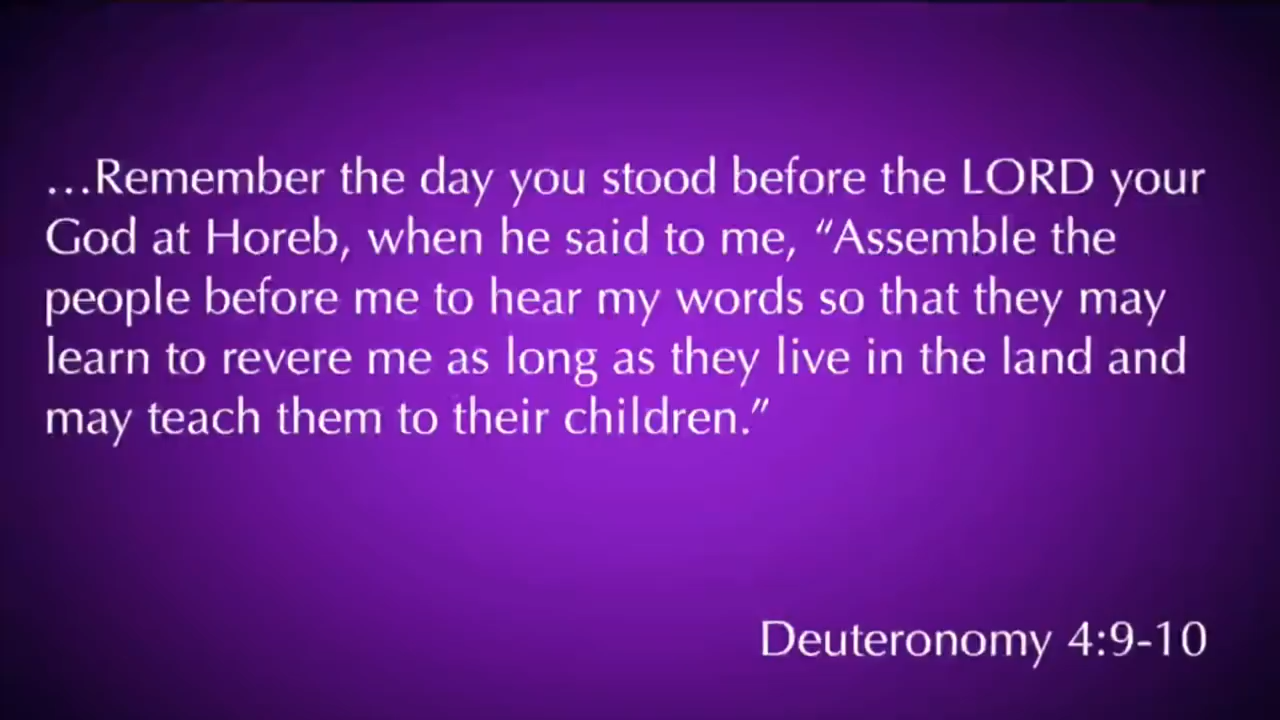 …Remember the day you stood before the LORD your
God at Horeb, when he said to me, “Assemble the
people before me to hear my words so that they may
learn to revere me as long as they live in the land and
may teach them to their children.”
Deuteronomy 4:9-10